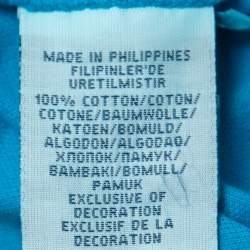 MADE IN PHILIPPINES
FILIPINLER'DE
URETILMISTIR
100% COTTON/COTON/
COTONE/BAUMWOLLE/
KATOEN/BOMULD/
ALGODON/ALGODAO/
ХЛОПОК/ПАМУК/
BAMBAKI/BOMULL/
PAMUK
EXCLUSIVE OF
DECORATION
EXCLUSIF DE LA
DECORATION